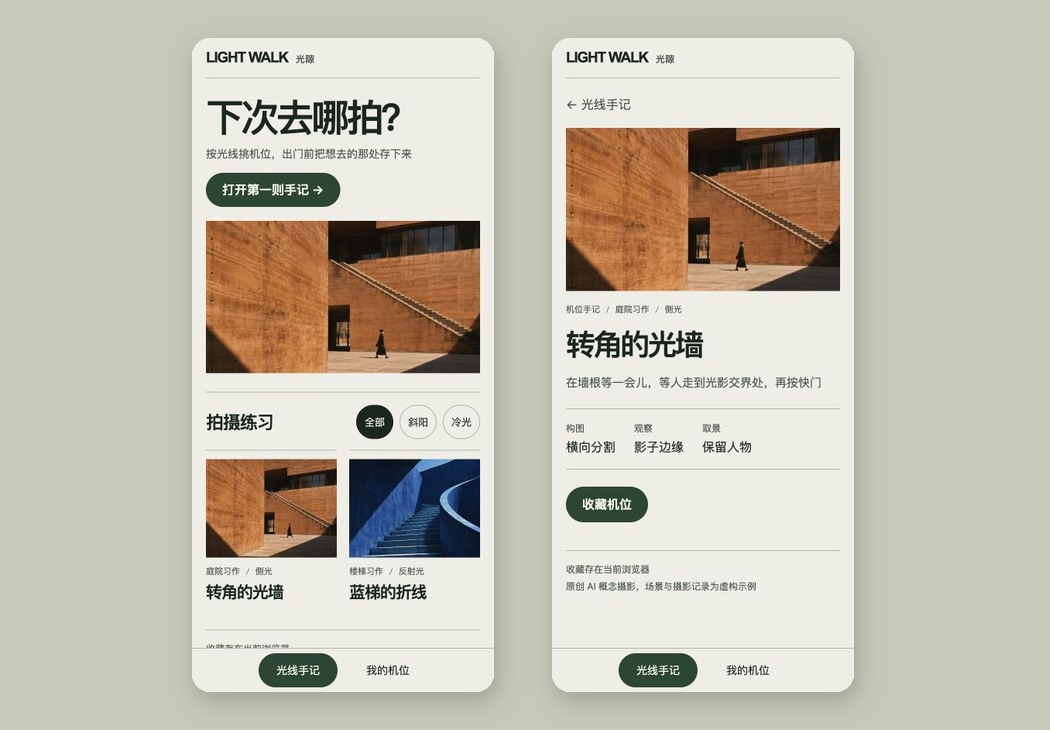 LIGHT WALK 光隙
下次去哪拍?
按光线挑机位，出门前把想去的那处存下来
打开第一则手记 →
拍摄练习
全部 斜阳 冷光
庭院习作 / 侧光
转角的光墙
楼梯习作 / 反射光
蓝梯的折线
收藏存在当前浏览器
光线手记 我的机位
LIGHT WALK 光隙
← 光线手记
机位手记 / 庭院习作 / 侧光
转角的光墙
在墙根等一会儿，等人走到光影交界处，再按快门
构图 观察 取景
横向分割 影子边缘 保留人物
收藏机位
收藏存在当前浏览器
原创 AI 概念摄影，场景与摄影记录为虚构示例
光线手记 我的机位